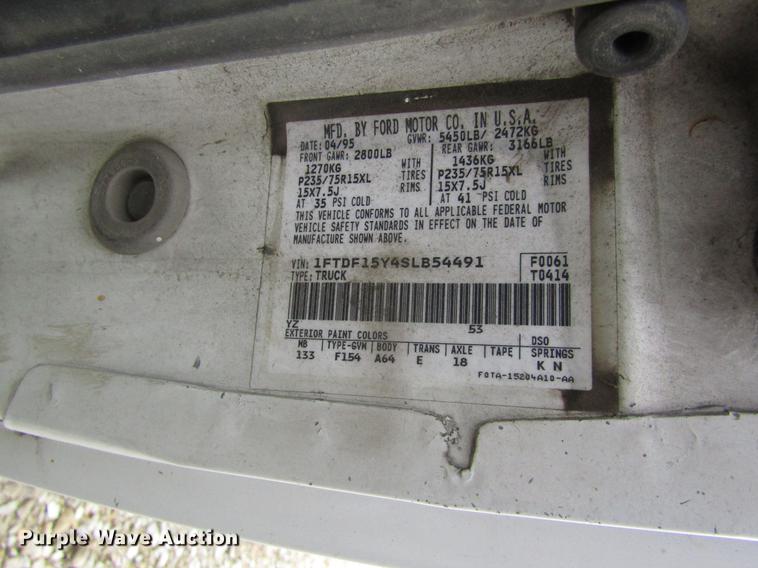 MFD. BY FORD MOTOR CO. IN U.S.A.
DATE: 04/95 GVWR: 5450LB/ 2472KG
FRONT GAWR: 2800LB REAR GAWR: 3166LB
1270KG WITH 1436KG WITH
P235/75R15XL TIRES P235/75R15XL TIRES
15X7.5J RIMS 15X7.5J RIMS
AT 35 PSI COLD AT 41 PSI COLD
THIS VEHICLE CONFORMS TO ALL APPLICABLE FEDERAL MOTOR
VEHICLE SAFETY STANDARDS IN EFFECT ON THE DATE OF
MANUFACTURE SHOWN ABOVE.
VIN: 1FTDF15Y4SLB54491 F0061
TYPE: TRUCK T0414
YZ 53
EXTERIOR PAINT COLORS DSO
WB TYPE-GVW BODY TRANS AXLE TAPE SPRINGS
133 F154 A64 E 18 K N
F0TA-15204A10-AA
Purple Wave Auction